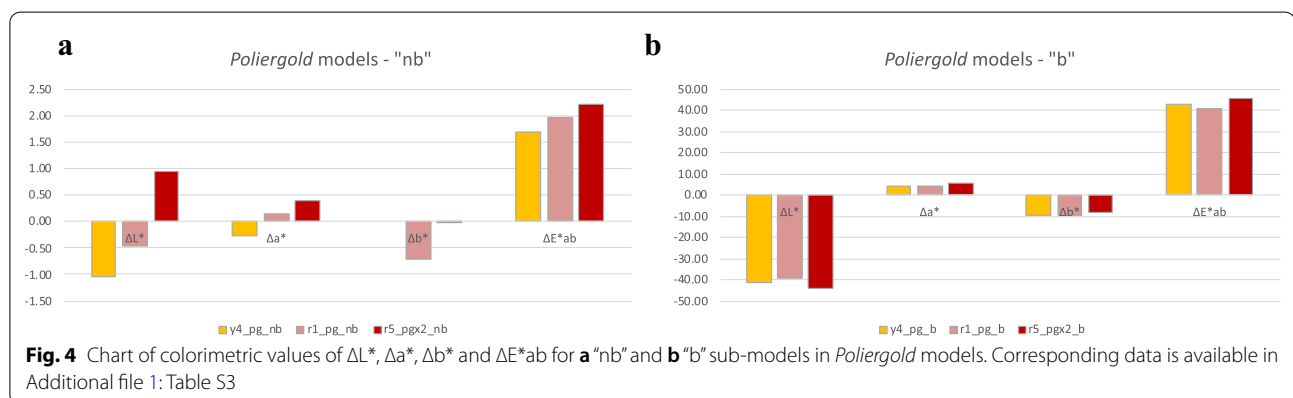 a
Poliergold models - "nb"
2.50
2.00
1.50
1.00
0.50
0.00
-0.50
-1.00
-1.50
ΔL*
Δa*
Δb*
ΔE*ab
y4_pg_nb r1_pg_nb r5_pgx2_nb
b
Poliergold models - "b"
50.00
40.00
30.00
20.00
10.00
0.00
-10.00
-20.00
-30.00
-40.00
-50.00
ΔL*
Δa*
Δb*
ΔE*ab
y4_pg_b r1_pg_b r5_pgx2_b
Fig. 4 Chart of colorimetric values of ΔL*, Δa*, Δb* and ΔE*ab for a “nb” and b “b” sub-models in Poliergold models. Corresponding data is available in
Additional file 1: Table S3